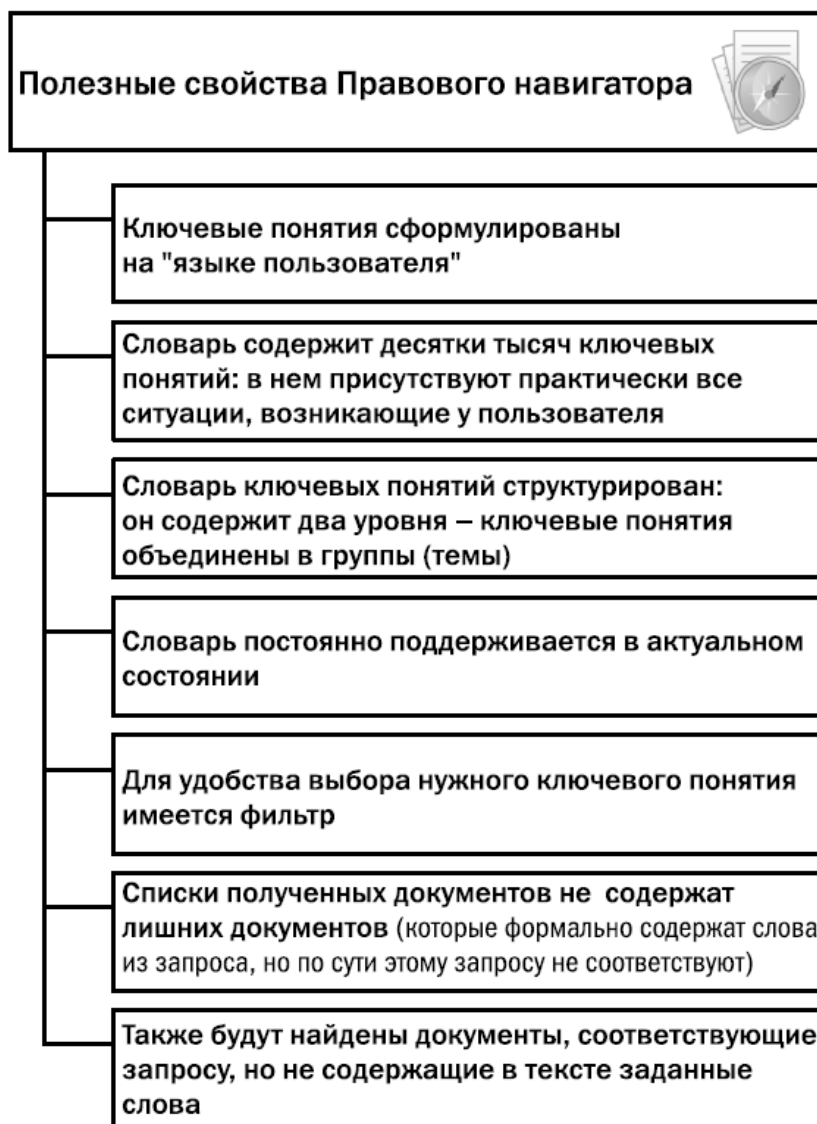 Полезные свойства Правового навигатора
Ключевые понятия сформулированы
на "языке пользователя"
Словарь содержит десятки тысяч ключевых
понятий: в нем присутствуют практически все
ситуации, возникающие у пользователя
Словарь ключевых понятий структурирован:
он содержит два уровня – ключевые понятия
объединены в группы (темы)
Словарь постоянно поддерживается в актуальном
состоянии
Для удобства выбора нужного ключевого понятия
имеется фильтр
Списки полученных документов не содержат
лишних документов (которые формально содержат слова
из запроса, но по сути этому запросу не соответствуют)
Также будут найдены документы, соответствующие
запросу, но не содержащие в тексте заданные
слова